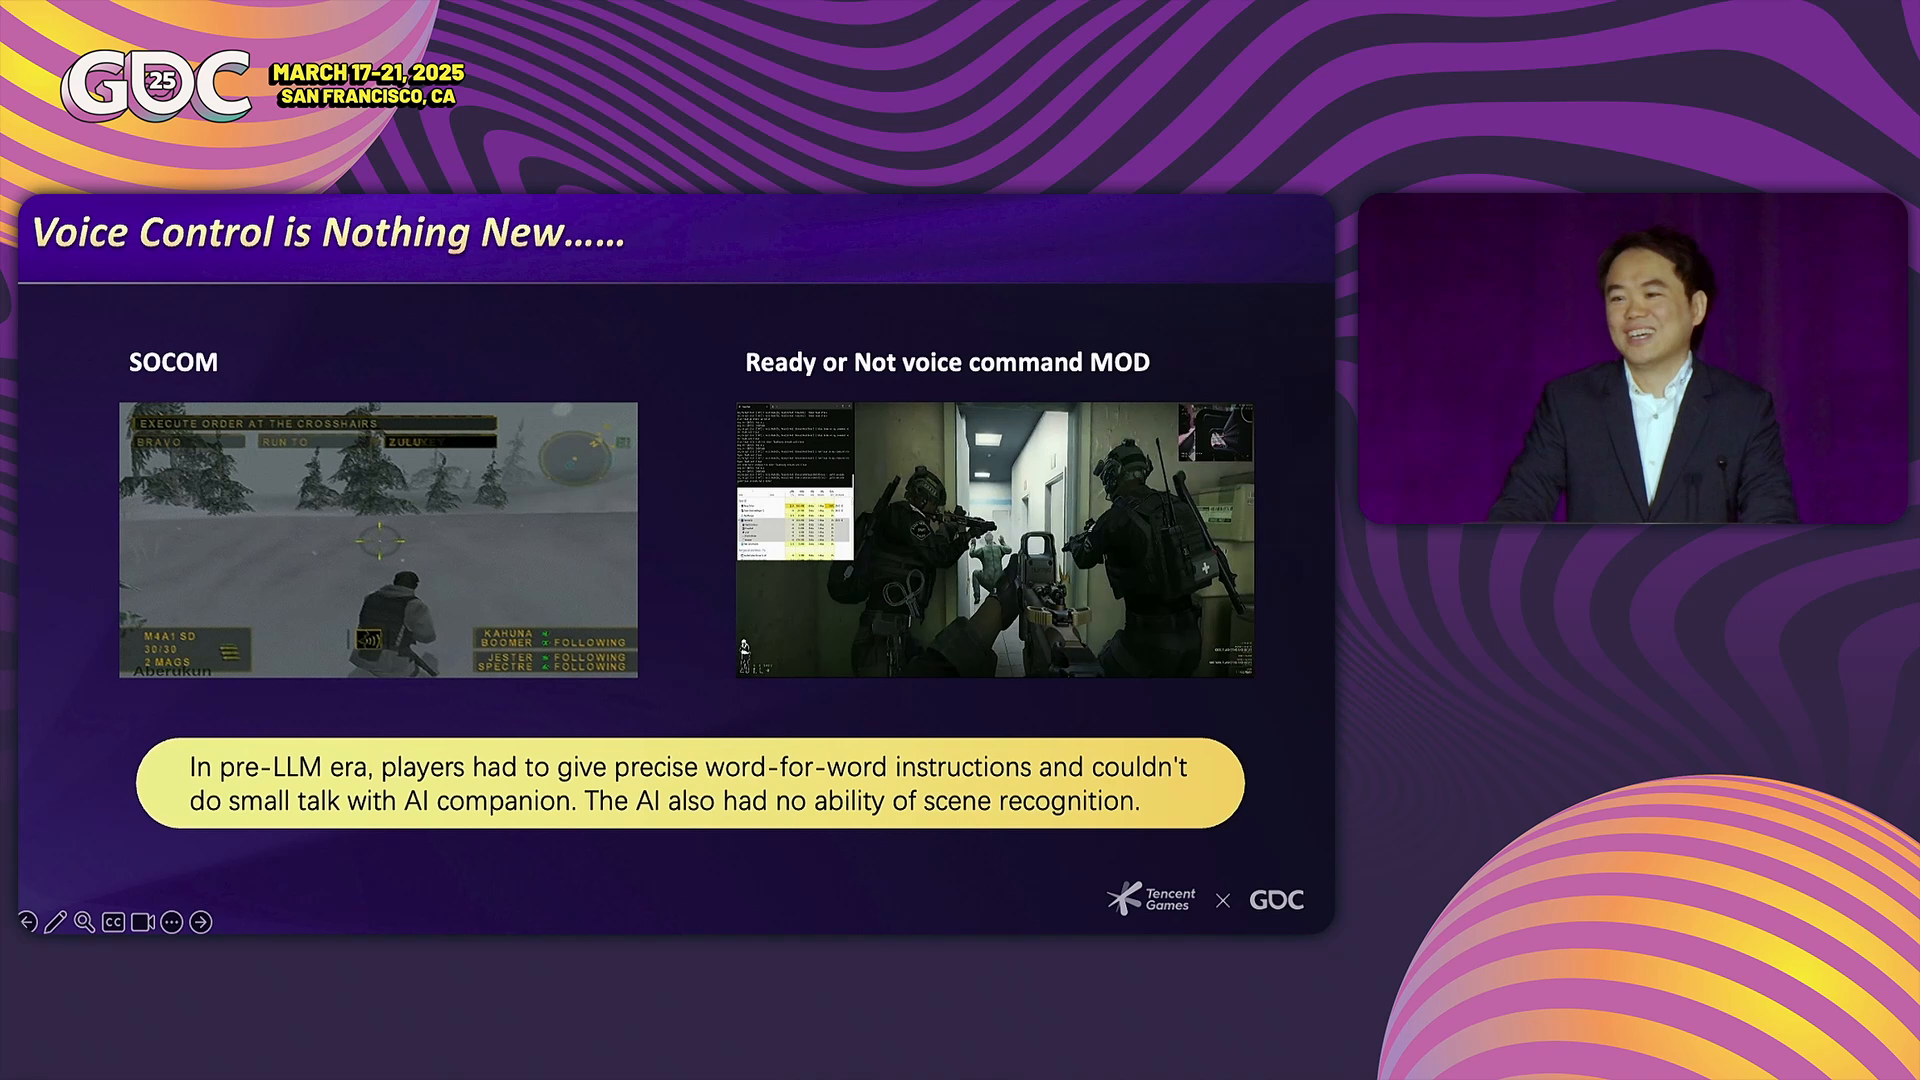 GDC 25
MARCH 17-21, 2025
SAN FRANCISCO, CA
Voice Control is Nothing New......
SOCOM
Ready or Not voice command MOD
EXECUTE ORDER AT THE CROSSHAIRS
BRAVO RUN TO
M4A1 SD
30/30
2 MAGS
Aberdkun
KAHUNA
BOOMER FOLLOWING
JESTER FOLLOWING
SPECTRE FOLLOWING
In pre-LLM era, players had to give precise word-for-word instructions and couldn't
do small talk with AI companion. The AI also had no ability of scene recognition.
Tencent
Games
× GDC
CC